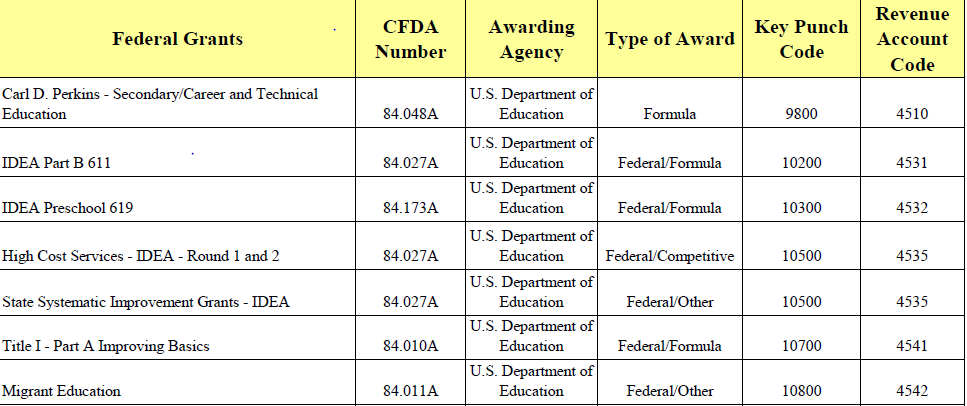 Federal Grants CFDA Number Awarding Agency Type of Award Key Punch Code Revenue Account Code
Carl D. Perkins - Secondary/Career and Technical Education 84.048A U.S. Department of Education Formula 9800 4510
IDEA Part B 611 84.027A U.S. Department of Education Federal/Formula 10200 4531
IDEA Preschool 619 84.173A U.S. Department of Education Federal/Formula 10300 4532
High Cost Services - IDEA - Round 1 and 2 84.027A U.S. Department of Education Federal/Competitive 10500 4535
State Systematic Improvement Grants - IDEA 84.027A U.S. Department of Education Federal/Other 10500 4535
Title I - Part A Improving Basics 84.010A U.S. Department of Education Federal/Formula 10700 4541
Migrant Education 84.011A U.S. Department of Education Federal/Other 10800 4542